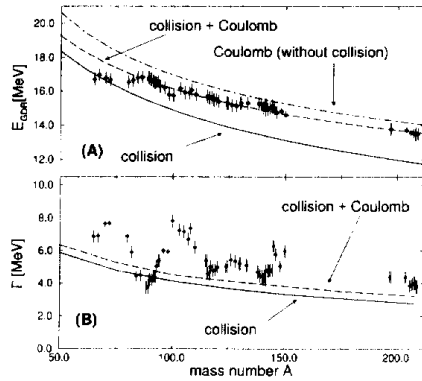 20.0
18.0
16.0
14.0
12.0
E_GDR [MeV]
collision + Coulomb
Coulomb (without collision)
(A)
collision
10.0
8.0
6.0
4.0
2.0
0.0
Γ [MeV]
collision + Coulomb
(B)
collision
50.0
100.0
150.0
200.0
mass number A